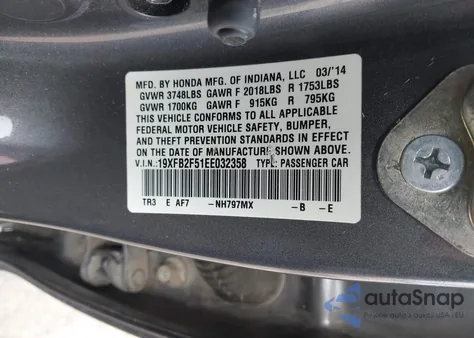 MFD. BY HONDA MFG. OF INDIANA, LLC 03/'14
GVWR 3748LBS GAWR F 2018LBS R 1753LBS
GVWR 1700KG GAWR F 915KG R 795KG
THIS VEHICLE CONFORMS TO ALL APPLICABLE
FEDERAL MOTOR VEHICLE SAFETY, BUMPER,
AND THEFT PREVENTION STANDARDS IN EFFECT
ON THE DATE OF MANUFACTURE SHOWN ABOVE.
V.I.N.:19XFB2F51EE032358 TYPE: PASSENGER CAR
TR3 E AF7 -NH797MX -B -E
autoSnap